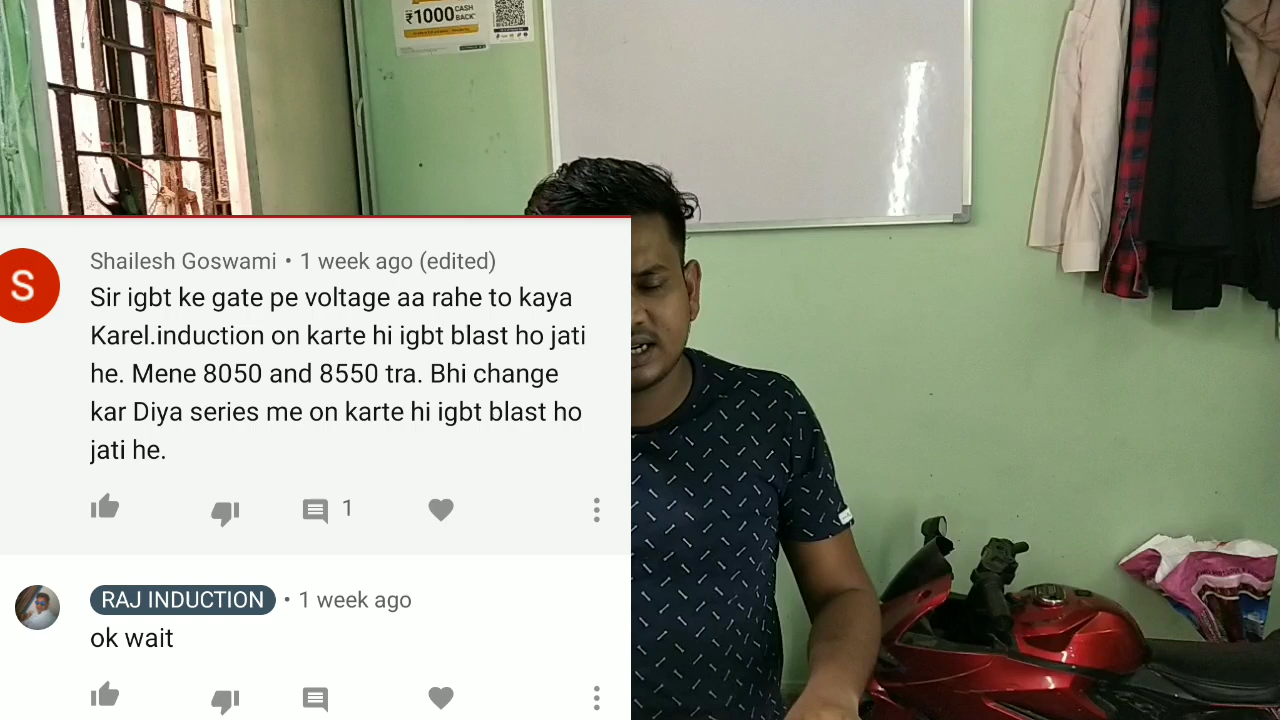 ₹1000 CASH
BACK*
S
Shailesh Goswami • 1 week ago (edited)
Sir igbt ke gate pe voltage aa rahe to kaya
Karel.induction on karte hi igbt blast ho jati
he. Mene 8050 and 8550 tra. Bhi change
kar Diya series me on karte hi igbt blast ho
jati he.
1
RAJ INDUCTION • 1 week ago
ok wait